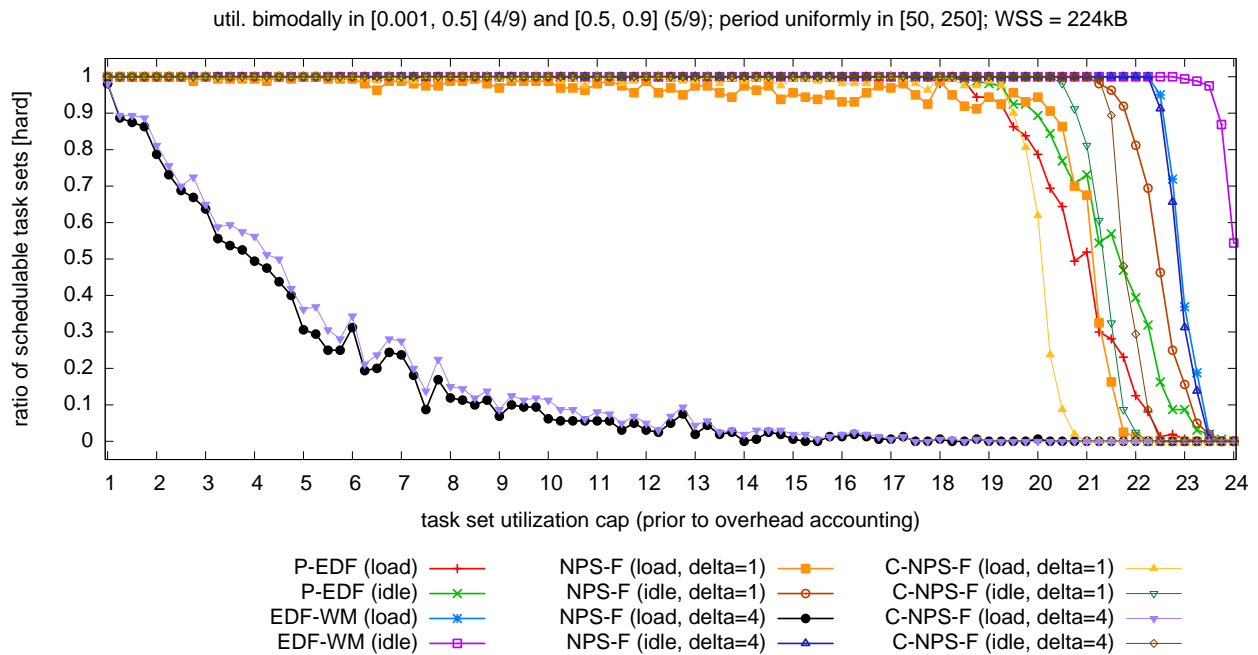 util. bimodally in [0.001, 0.5] (4/9) and [0.5, 0.9] (5/9); period uniformly in [50, 250]; WSS = 224kB
ratio of schedulable task sets [hard]
1
0.9
0.8
0.7
0.6
0.5
0.4
0.3
0.2
0.1
0
1 2 3 4 5 6 7 8 9 10 11 12 13 14 15 16 17 18 19 20 21 22 23 24
task set utilization cap (prior to overhead accounting)
P-EDF (load) NPS-F (load, delta=1) C-NPS-F (load, delta=1)
P-EDF (idle) NPS-F (idle, delta=1) C-NPS-F (idle, delta=1)
EDF-WM (load) NPS-F (load, delta=4) C-NPS-F (load, delta=4)
EDF-WM (idle) NPS-F (idle, delta=4) C-NPS-F (idle, delta=4)